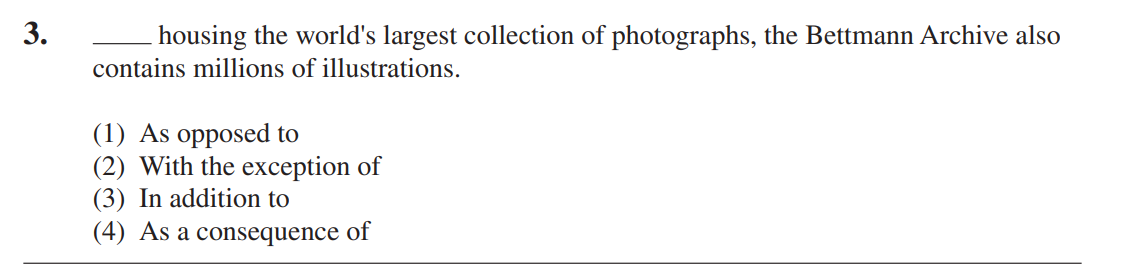 3. ____ housing the world's largest collection of photographs, the Bettmann Archive also
contains millions of illustrations.
(1) As opposed to
(2) With the exception of
(3) In addition to
(4) As a consequence of